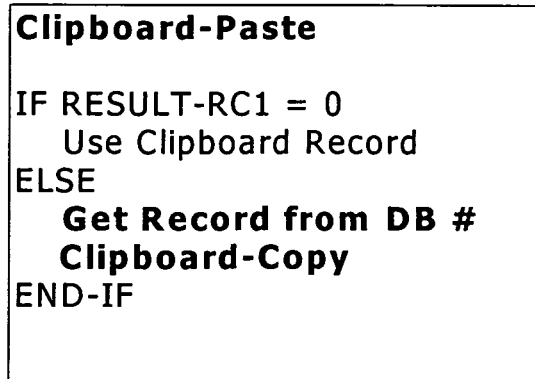 Clipboard-Paste
IF RESULT-RC1 = 0
Use Clipboard Record
ELSE
Get Record from DB #
Clipboard-Copy
END-IF